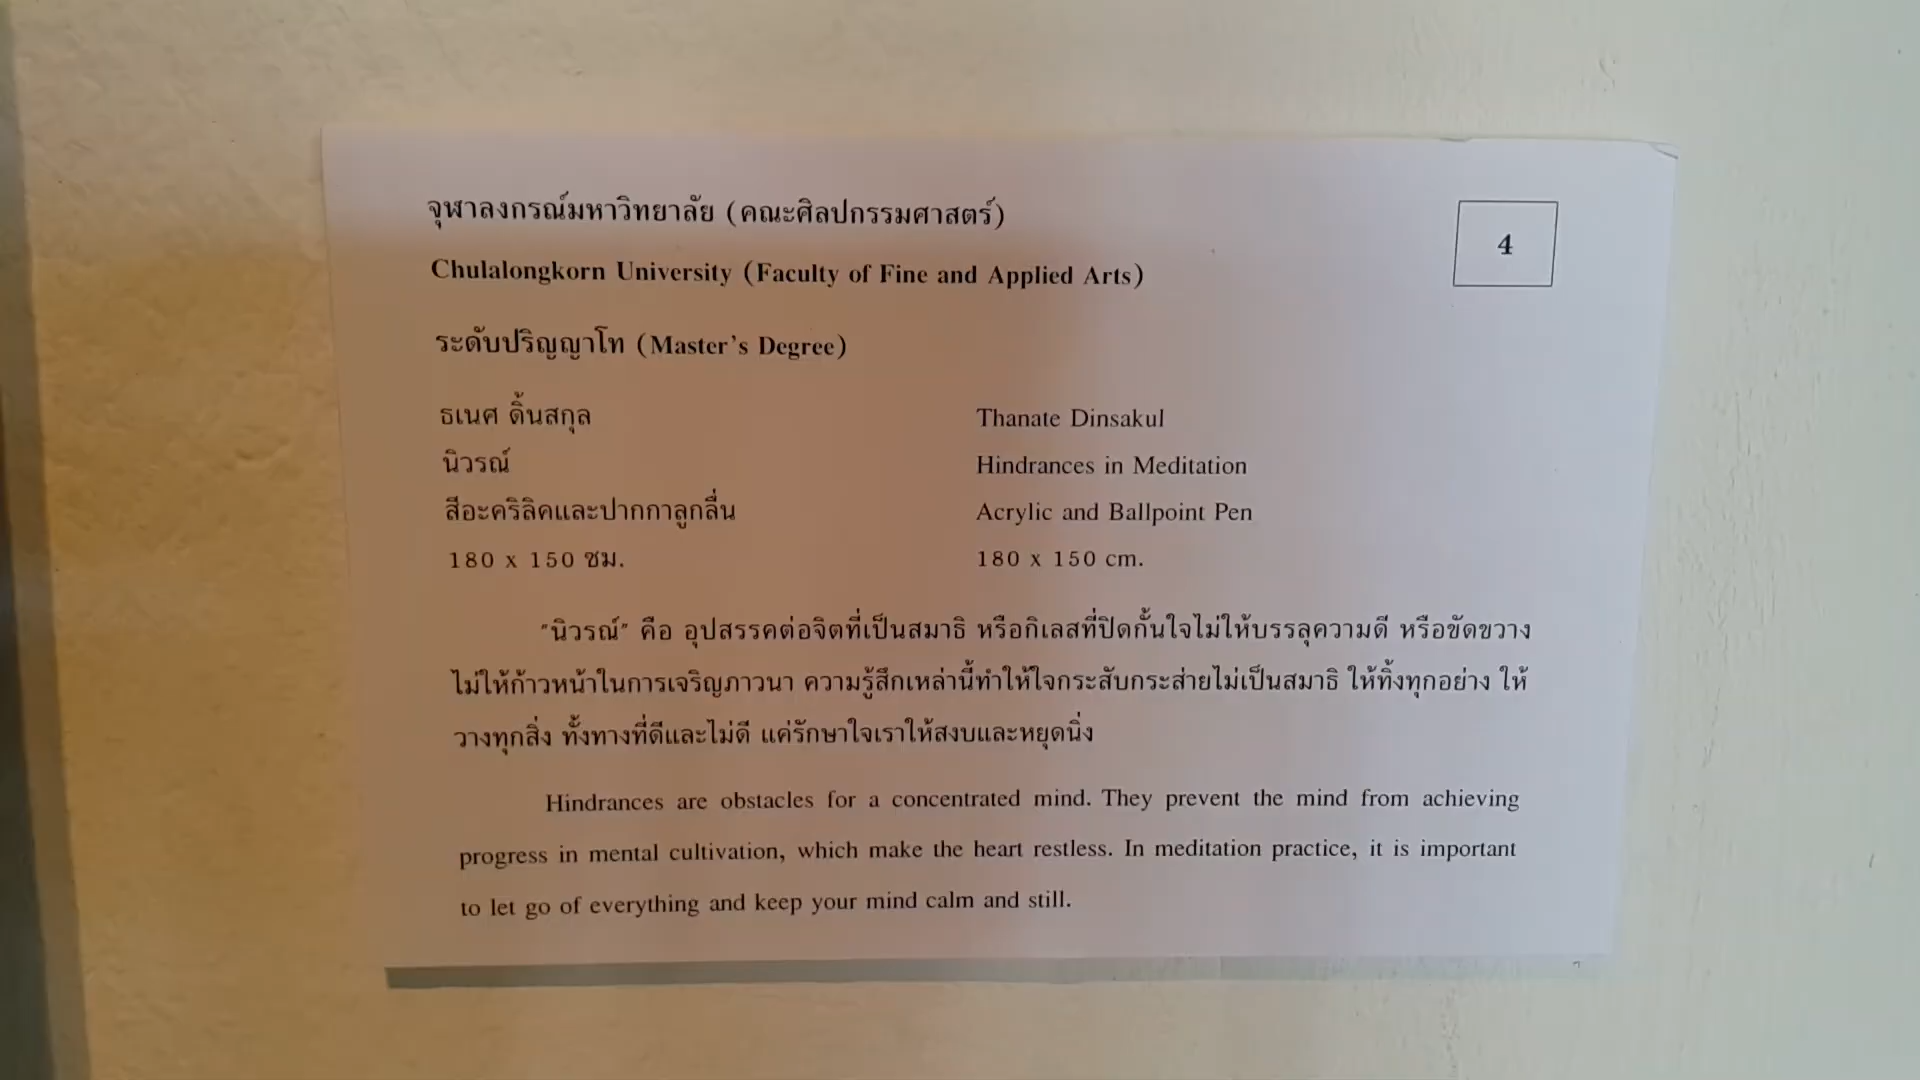 จุฬาลงกรณ์มหาวิทยาลัย (คณะศิลปกรรมศาสตร์)
4
Chulalongkorn University (Faculty of Fine and Applied Arts)
ระดับปริญญาโท (Master's Degree)
ธเนศ ดิ้นสกุล Thanate Dinsakul
นิวรณ์ Hindrances in Meditation
สีอะคริลิคและปากกาลูกลื่น Acrylic and Ballpoint Pen
180 x 150 ซม. 180 x 150 cm.
"นิวรณ์" คือ อุปสรรคต่อจิตที่เป็นสมาธิ หรือกิเลสที่ปิดกั้นใจไม่ให้บรรลุความดี หรือขัดขวาง
ไม่ให้ก้าวหน้าในการเจริญภาวนา ความรู้สึกเหล่านี้ทำให้ใจกระสับกระส่ายไม่เป็นสมาธิ ให้ทิ้งทุกอย่าง ให้
วางทุกสิ่ง ทั้งทางที่ดีและไม่ดี แค่รักษาใจเราให้สงบและหยุดนิ่ง
Hindrances are obstacles for a concentrated mind. They prevent the mind from achieving
progress in mental cultivation, which make the heart restless. In meditation practice, it is important
to let go of everything and keep your mind calm and still.